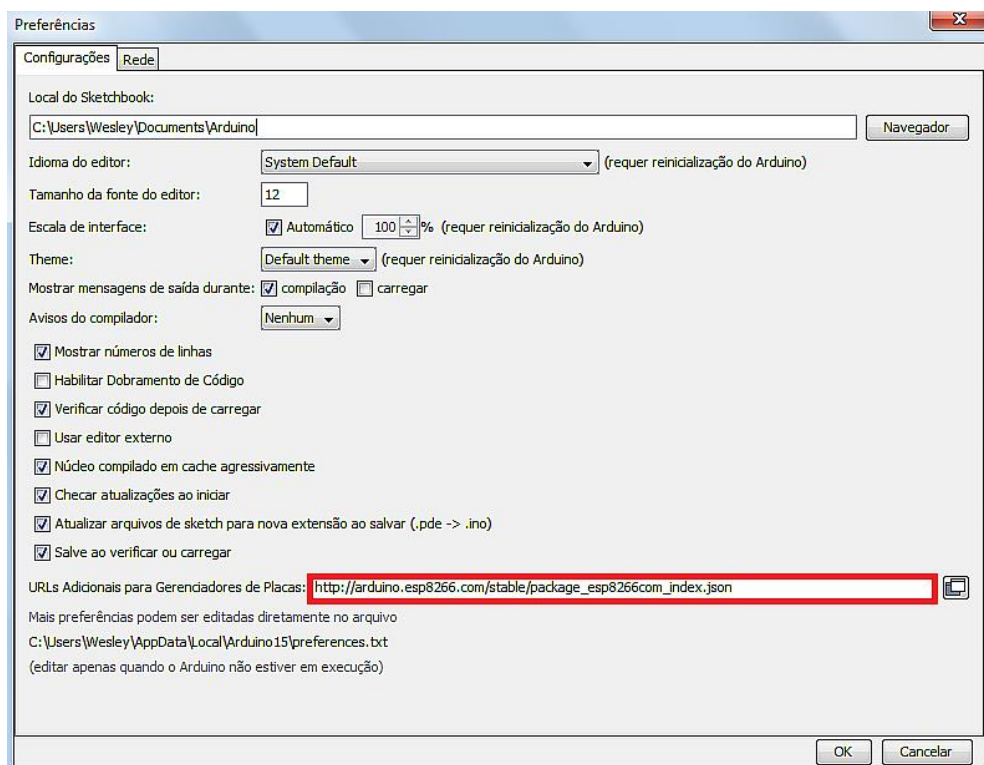 Preferências
Configurações Rede
Local do Sketchbook:
C:\Users\Wesley\Documents\Arduino Navegador
Idioma do editor: System Default (requer reinicialização do Arduino)
Tamanho da fonte do editor: 12
Escala de interface: Automático 100 % (requer reinicialização do Arduino)
Theme: Default theme (requer reinicialização do Arduino)
Mostrar mensagens de saída durante: compilação carregar
Avisos do compilador: Nenhum
Mostrar números de linhas
Habilitar Dobramento de Código
Verificar código depois de carregar
Usar editor externo
Núcleo compilado em cache agressivamente
Checar atualizações ao iniciar
Atualizar arquivos de sketch para nova extensão ao salvar (.pde -> .ino)
Salve ao verificar ou carregar
URLs Adicionais para Gerenciadores de Placas: http://arduino.esp8266.com/stable/package_esp8266com_index.json
Mais preferências podem ser editadas diretamente no arquivo
C:\Users\Wesley\AppData\Local\Arduino15\preferences.txt
(editar apenas quando o Arduino não estiver em execução)
OK Cancelar